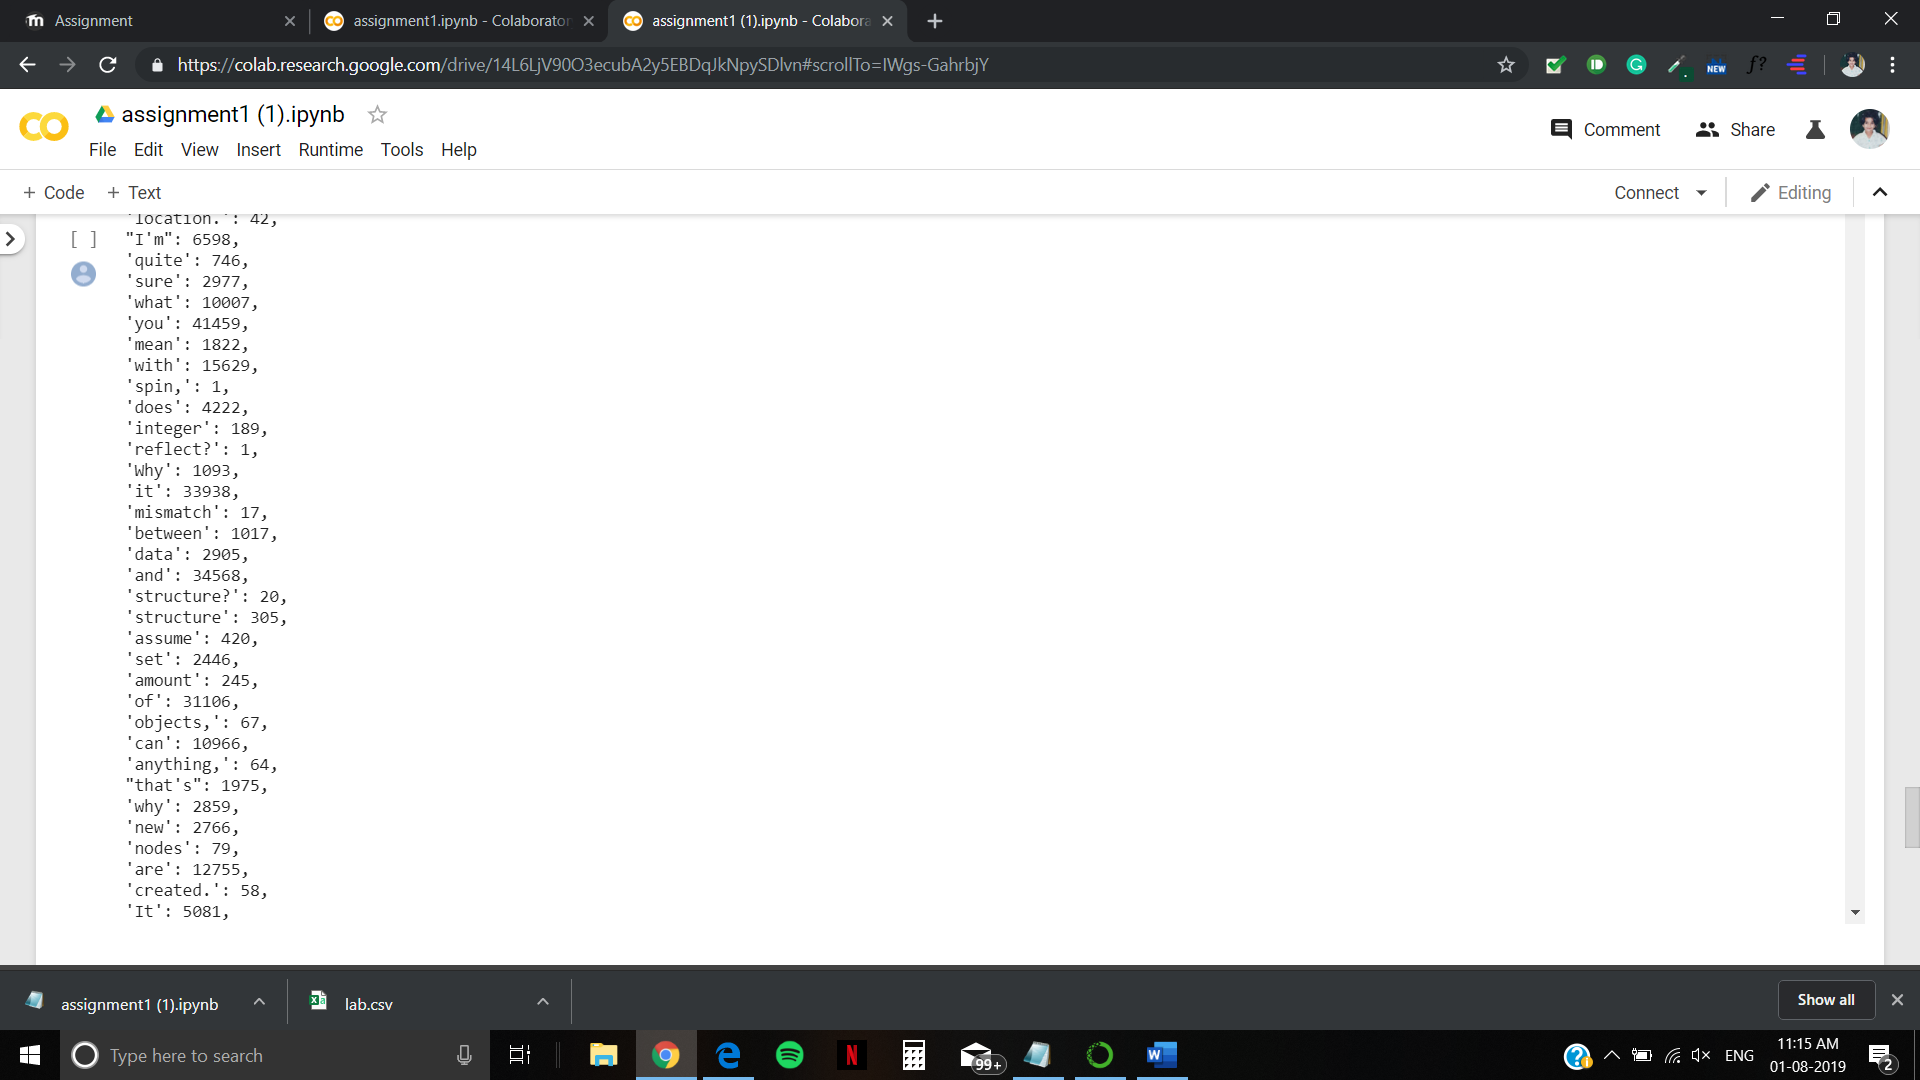 Assignment
assignment1.ipynb - Colaborator
assignment1 (1).ipynb - Colabora
https://colab.research.google.com/drive/14L6LjV90O3ecubA2y5EBDqJkNpySDlvn#scrollTo=IWgs-GahrbjY
NEW
f?
assignment1 (1).ipynb
Comment
Share
File Edit View Insert Runtime Tools Help
+ Code + Text
Connect
Editing
'location.': 42,
[ ]
"I'm": 6598,
'quite': 746,
'sure': 2977,
'what': 10007,
'you': 41459,
'mean': 1822,
'with': 15629,
'spin,': 1,
'does': 4222,
'integer': 189,
'reflect?': 1,
'Why': 1093,
'it': 33938,
'mismatch': 17,
'between': 1017,
'data': 2905,
'and': 34568,
'structure?': 20,
'structure': 305,
'assume': 420,
'set': 2446,
'amount': 245,
'of': 31106,
'objects,': 67,
'can': 10966,
'anything,': 64,
"that's": 1975,
'why': 2859,
'new': 2766,
'nodes': 79,
'are': 12755,
'created.': 58,
'It': 5081,
assignment1 (1).ipynb
lab.csv
Show all
Type here to search
99+
ENG
11:15 AM
01-08-2019
2